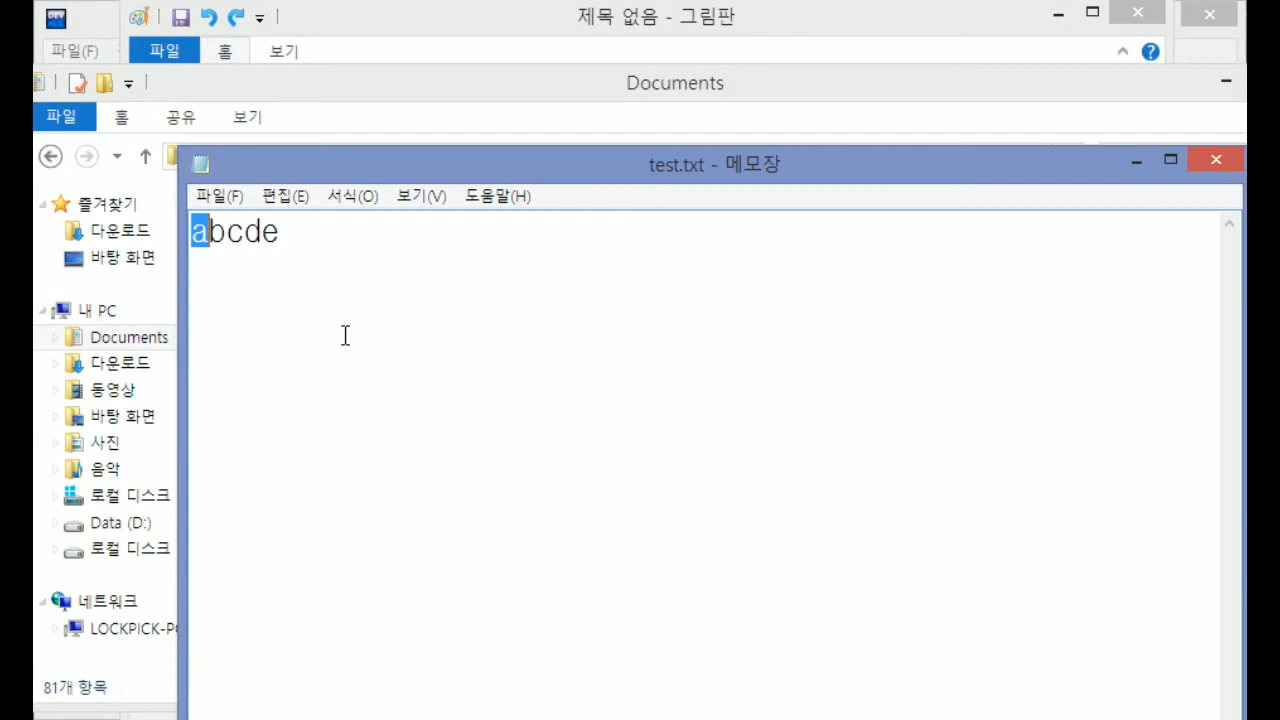 DEV
제목 없음 - 그림판
파일(F)
파일
홈
보기
Documents
파일
홈
공유
보기
test.txt - 메모장
파일(F) 편집(E) 서식(O) 보기(V) 도움말(H)
abcde
즐겨찾기
다운로드
바탕 화면
내 PC
Documents
다운로드
동영상
바탕 화면
사진
음악
로컬 디스크
Data (D:)
로컬 디스크
네트워크
LOCKPICK-P
81개 항목